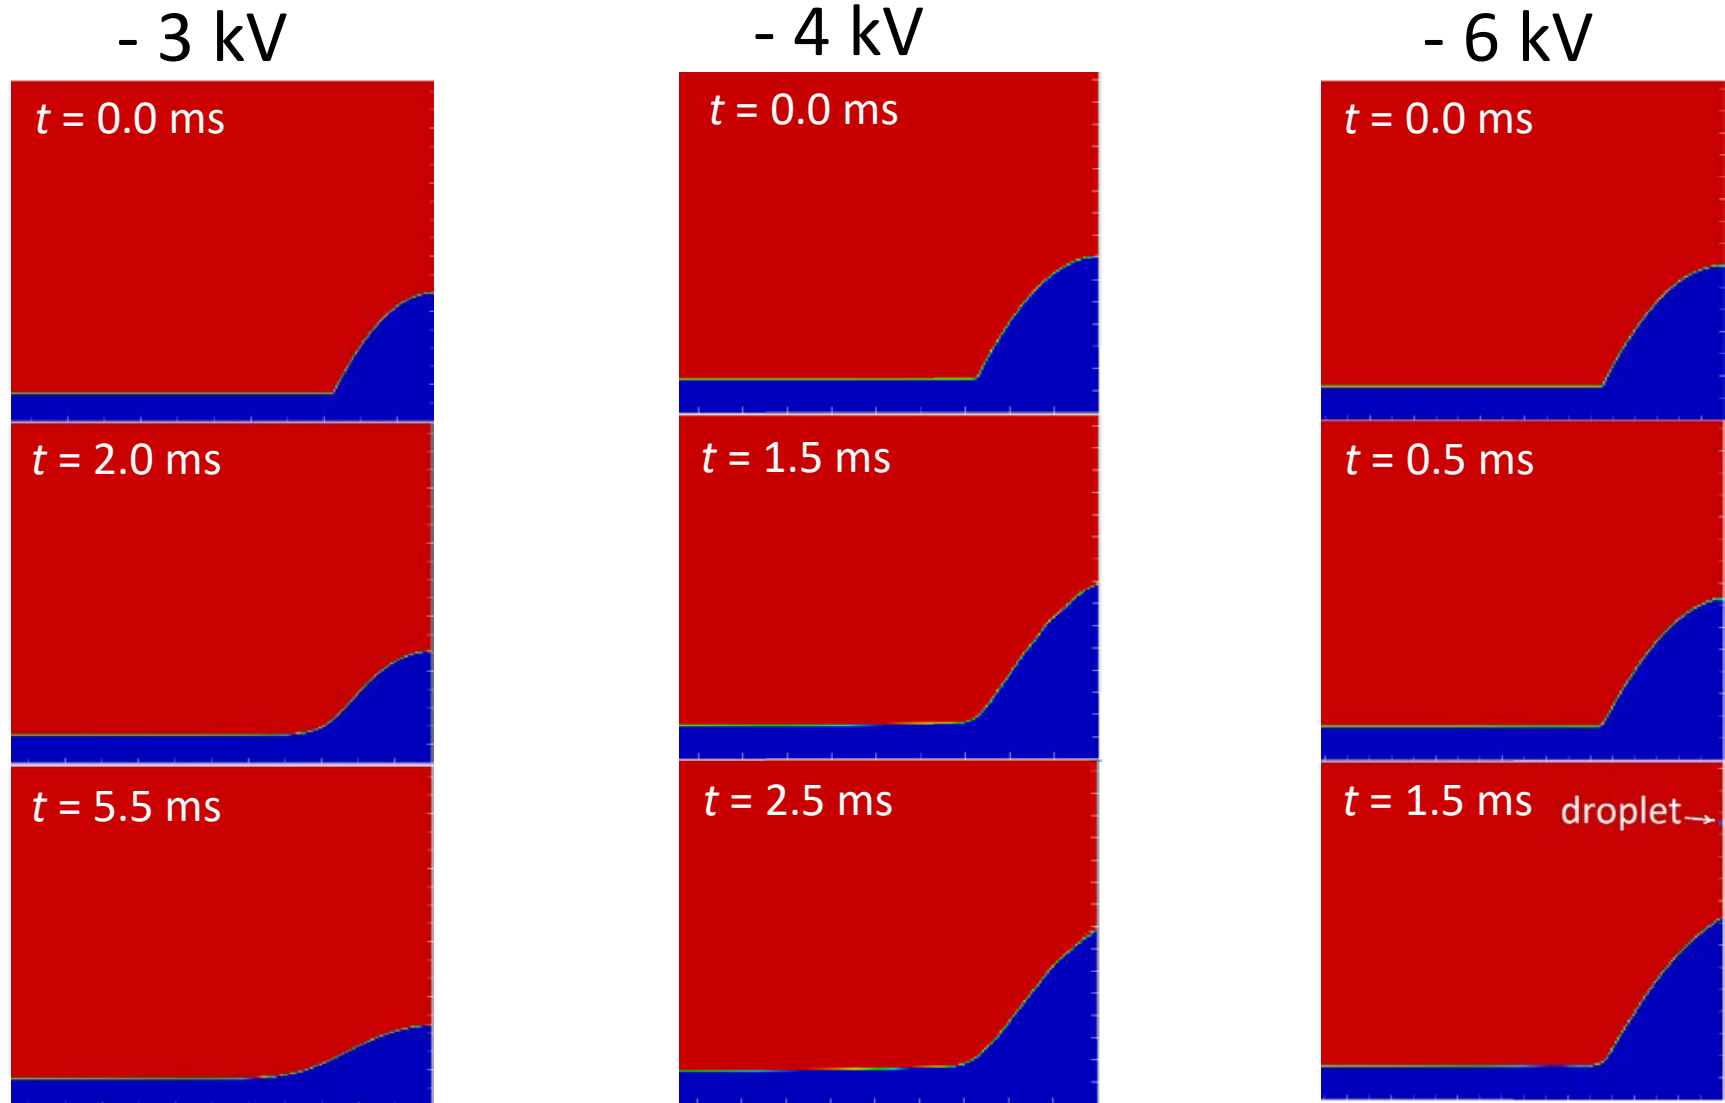 - 3 kV
- 4 kV
- 6 kV
t = 0.0 ms
t = 0.0 ms
t = 0.0 ms
t = 2.0 ms
t = 1.5 ms
t = 0.5 ms
t = 5.5 ms
t = 2.5 ms
t = 1.5 ms
droplet